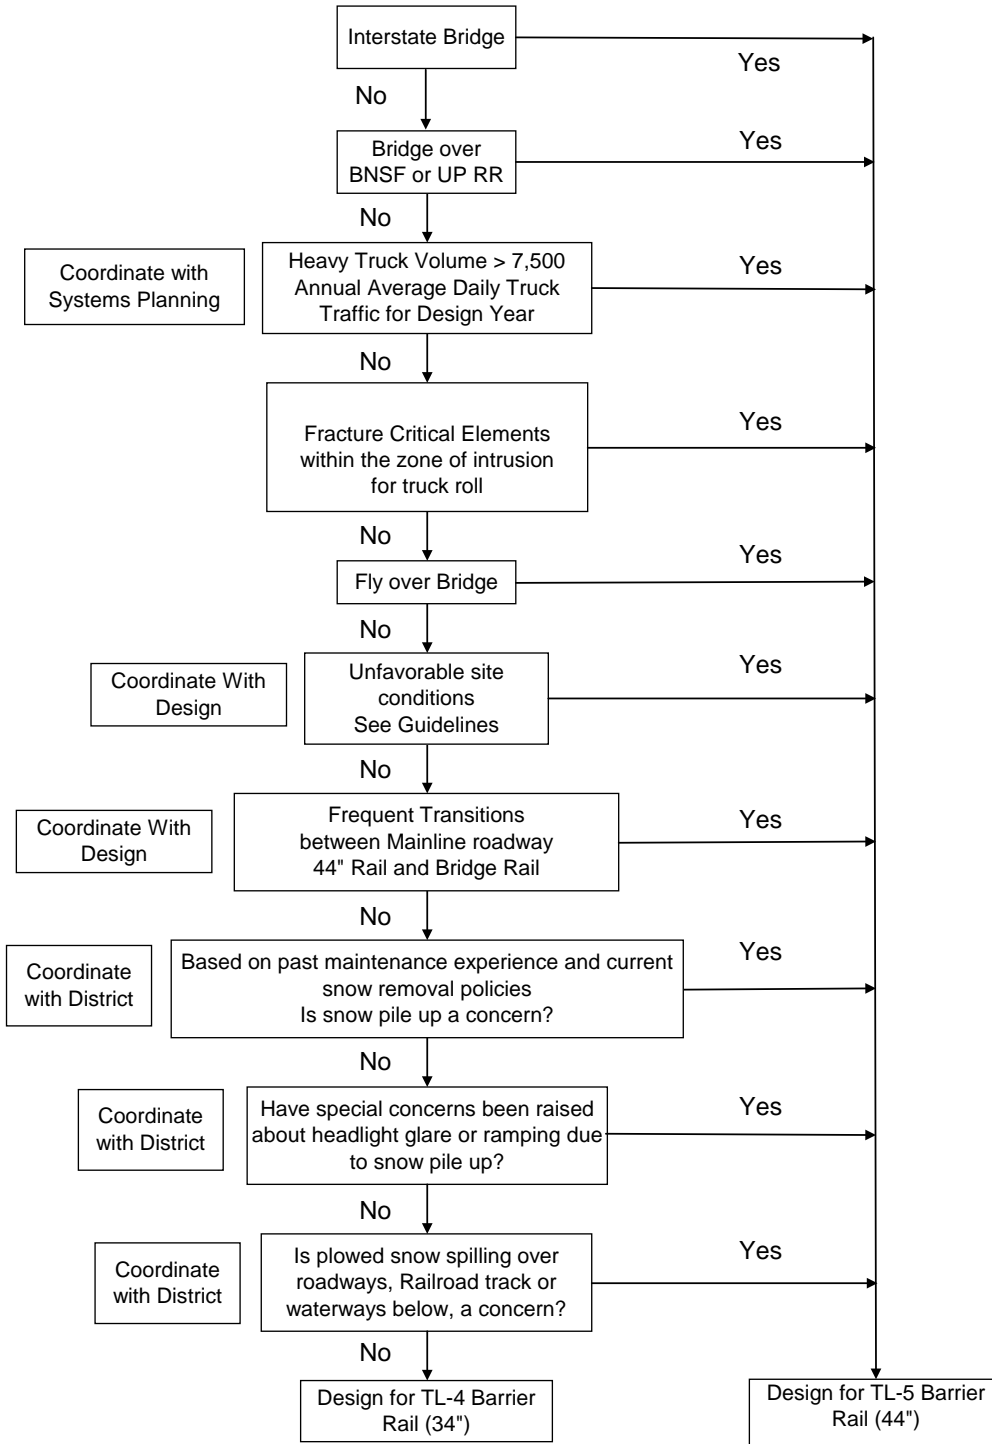 Interstate Bridge
Yes
No
Bridge over
BNSF or UP RR
Yes
No
Coordinate with
Systems Planning
Heavy Truck Volume > 7,500
Annual Average Daily Truck
Traffic for Design Year
Yes
No
Fracture Critical Elements
within the zone of intrusion
for truck roll
Yes
No
Fly over Bridge
Yes
No
Coordinate With
Design
Unfavorable site
conditions
See Guidelines
Yes
No
Coordinate With
Design
Frequent Transitions
between Mainline roadway
44" Rail and Bridge Rail
Yes
No
Coordinate
with District
Based on past maintenance experience and current
snow removal policies
Is snow pile up a concern?
Yes
No
Coordinate
with District
Have special concerns been raised
about headlight glare or ramping due
to snow pile up?
Yes
No
Coordinate
with District
Is plowed snow spilling over
roadways, Railroad track or
waterways below, a concern?
Yes
No
Design for TL-4 Barrier
Rail (34")
Design for TL-5 Barrier
Rail (44")